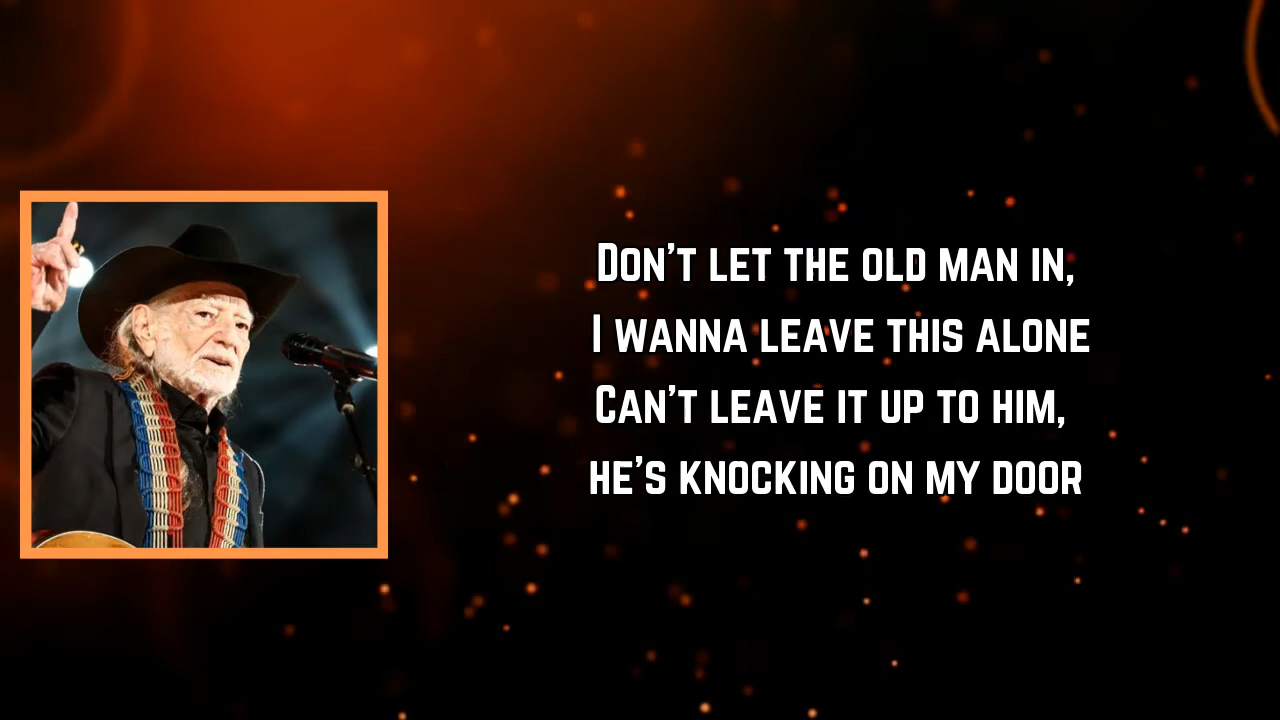 Don't let the old man in,
I wanna leave this alone
Can't leave it up to him,
he's knocking on my door